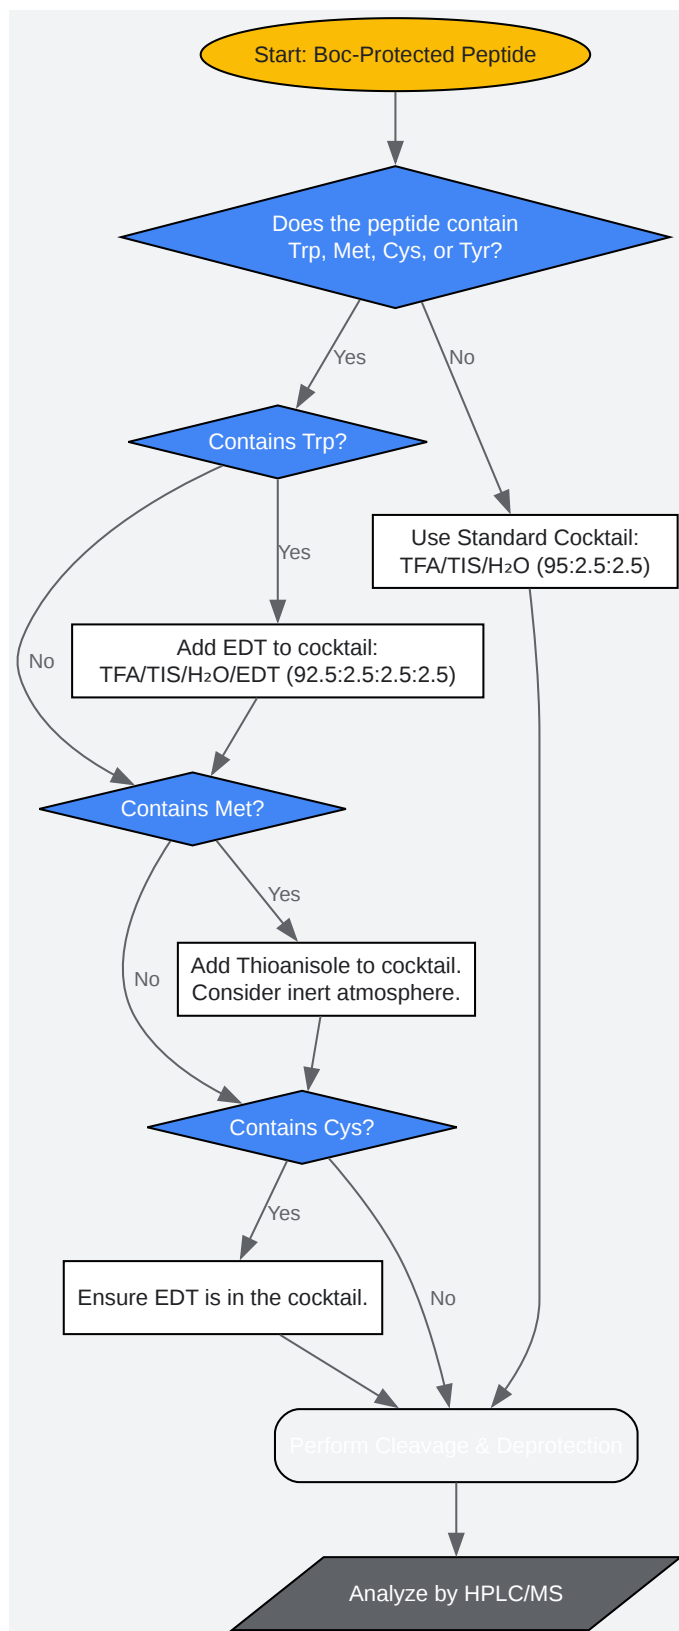 Start: Boc-Protected Peptide
Does the peptide contain
Trp, Met, Cys, or Tyr?
Yes
No
Contains Trp?
Use Standard Cocktail:
TFA/TIS/H₂O (95:2.5:2.5)
Yes
No
Add EDT to cocktail:
TFA/TIS/H₂O/EDT (92.5:2.5:2.5:2.5)
Contains Met?
Yes
No
Add Thioanisole to cocktail.
Consider inert atmosphere.
Contains Cys?
Yes
No
Ensure EDT is in the cocktail.
Perform Cleavage & Deprotection
Analyze by HPLC/MS